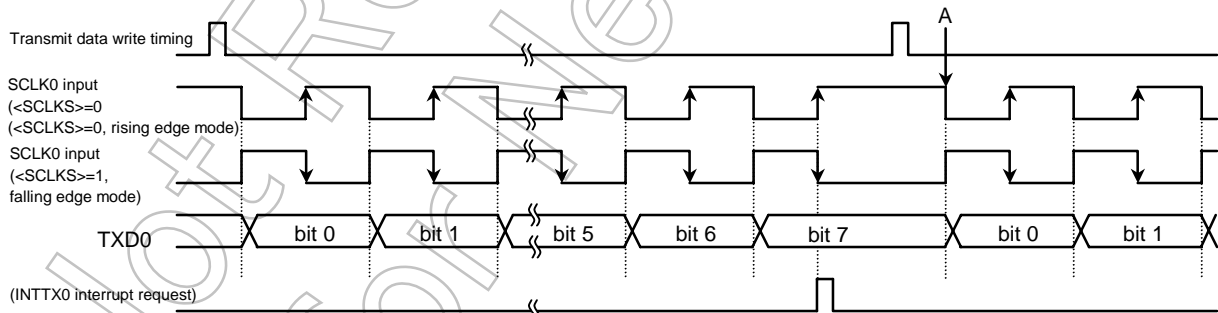 A
Transmit data write timing
SCLK0 input
(<SCLKS>=0
(<SCLKS>=0, rising edge mode)
SCLK0 input
(<SCLKS>=1,
falling edge mode)
TXD0
bit 0
bit 1
bit 5
bit 6
bit 7
bit 0
bit 1
(INTTX0 interrupt request)